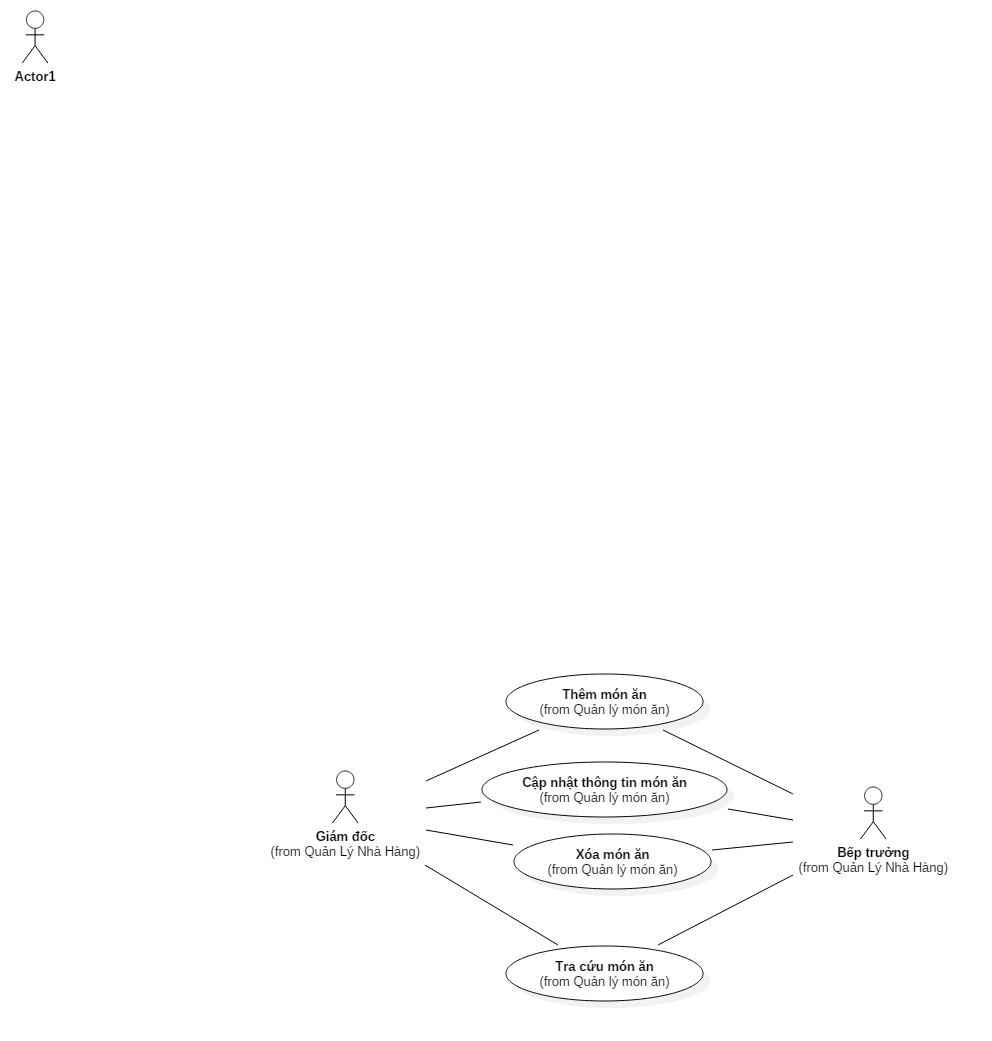 Actor1
Thêm món ăn
(from Quản lý món ăn)
Cập nhật thông tin món ăn
(from Quản lý món ăn)
Giám đốc
(from Quản Lý Nhà Hàng)
Xóa món ăn
(from Quản lý món ăn)
Bếp trưởng
(from Quản Lý Nhà Hàng)
Tra cứu món ăn
(from Quản lý món ăn)